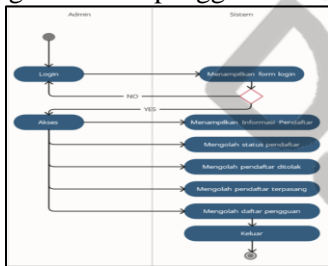 Admin
Sistem
Login
Menampilkan form login
NO
YES
Akses
Menampilkan Informasi Pendaftar
Mengolah status pendaftar
Mengolah pendaftar ditolak
Mengolah pendaftar terpasang
Mengolah daftar pengguan
Keluar